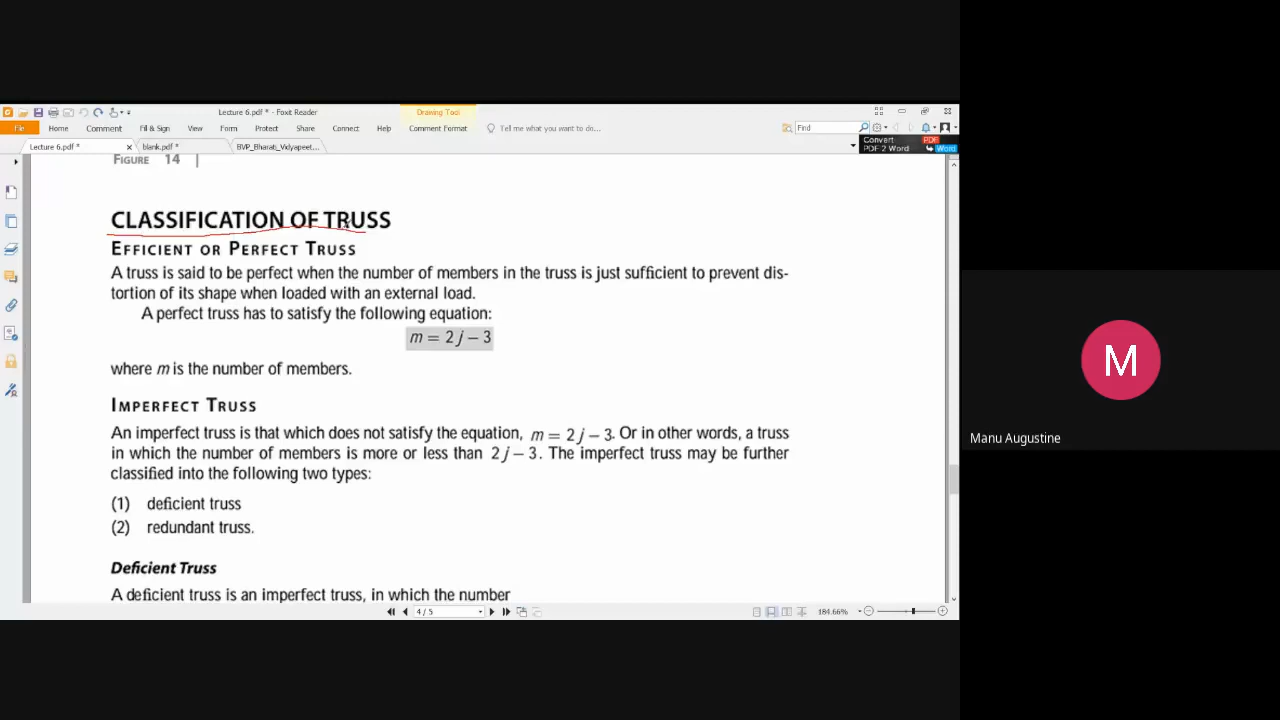 Lecture 6.pdf * - Foxit Reader
Drawing Tool
File Home Comment Fill & Sign View Form Protect Share Connect Help Comment Format Tell me what you want to do... Find
Lecture 6.pdf * blank.pdf * BVP_Bharati_Vidyapeet...
Convert PDF
PDF 2 Word Word
FIGURE 14
CLASSIFICATION OF TRUSS
EFFICIENT OR PERFECT TRUSS
A truss is said to be perfect when the number of members in the truss is just sufficient to prevent dis-
tortion of its shape when loaded with an external load.
A perfect truss has to satisfy the following equation:
m = 2 j – 3
where m is the number of members.
IMPERFECT TRUSS
An imperfect truss is that which does not satisfy the equation, m = 2 j – 3. Or in other words, a truss
in which the number of members is more or less than 2 j – 3. The imperfect truss may be further
classified into the following two types:
(1) deficient truss
(2) redundant truss.
Deficient Truss
A deficient truss is an imperfect truss, in which the number
4 / 5 184.66%
M
Manu Augustine